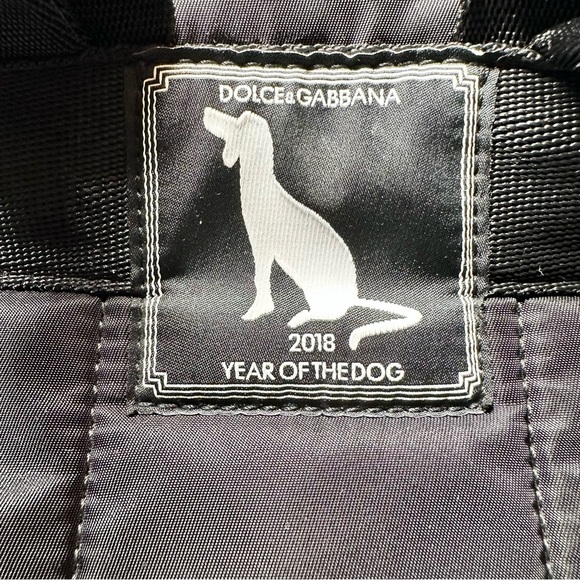 DOLCE&GABBANA
2018
YEAR OF THE DOG